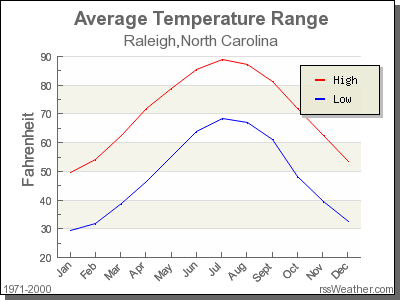 Average Temperature Range
Raleigh,North Carolina
High
Low
Fahrenheit
90
80
70
60
50
40
30
20
Jan Feb Mar Apr May Jun Jul Aug Sept Oct Nov Dec
1971-2000
rssWeather.com